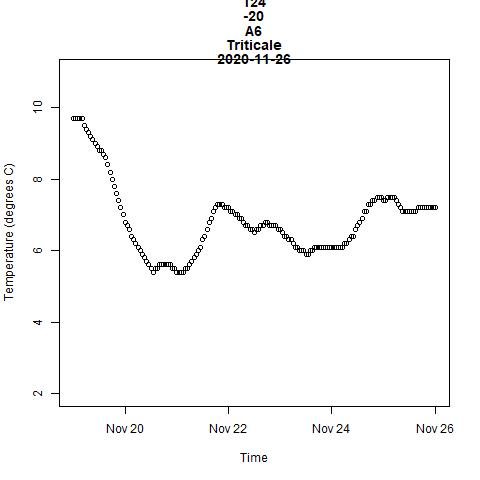 124
-20
A6
Triticale
2020-11-26
Temperature (degrees C)
10
8
6
4
2
Nov 20
Nov 22
Nov 24
Nov 26
Time